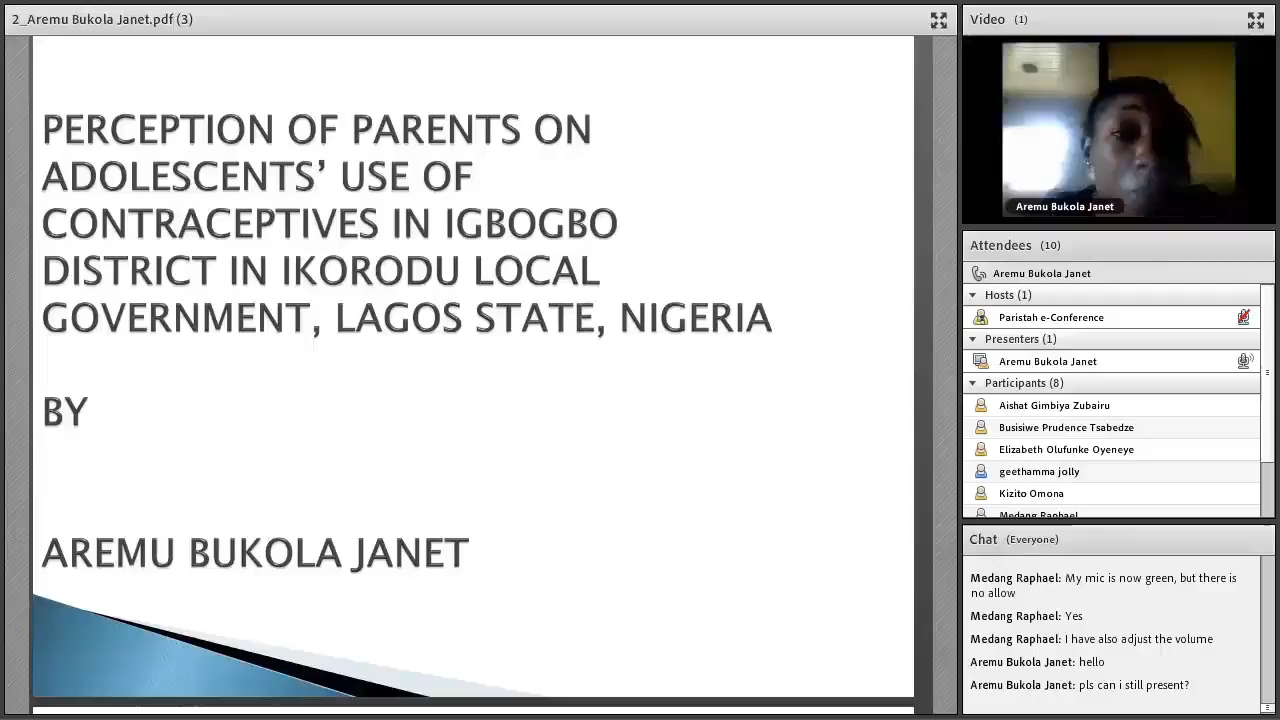 2_Aremu Bukola Janet.pdf (3)
PERCEPTION OF PARENTS ON
ADOLESCENTS’ USE OF
CONTRACEPTIVES IN IGBOGBO
DISTRICT IN IKORODU LOCAL
GOVERNMENT, LAGOS STATE, NIGERIA
BY
AREMU BUKOLA JANET
Video (1)
Aremu Bukola Janet
Attendees (10)
Aremu Bukola Janet
Hosts (1)
Paristah e-Conference
Presenters (1)
Aremu Bukola Janet
Participants (8)
Aishat Gimbiya Zubairu
Busisiwe Prudence Tsabedze
Elizabeth Olufunke Oyeneye
geethamma jolly
Kizito Omona
Medang Raphael
Chat (Everyone)
Medang Raphael: My mic is now green, but there is
no allow
Medang Raphael: Yes
Medang Raphael: I have also adjust the volume
Aremu Bukola Janet: hello
Aremu Bukola Janet: pls can i still present?